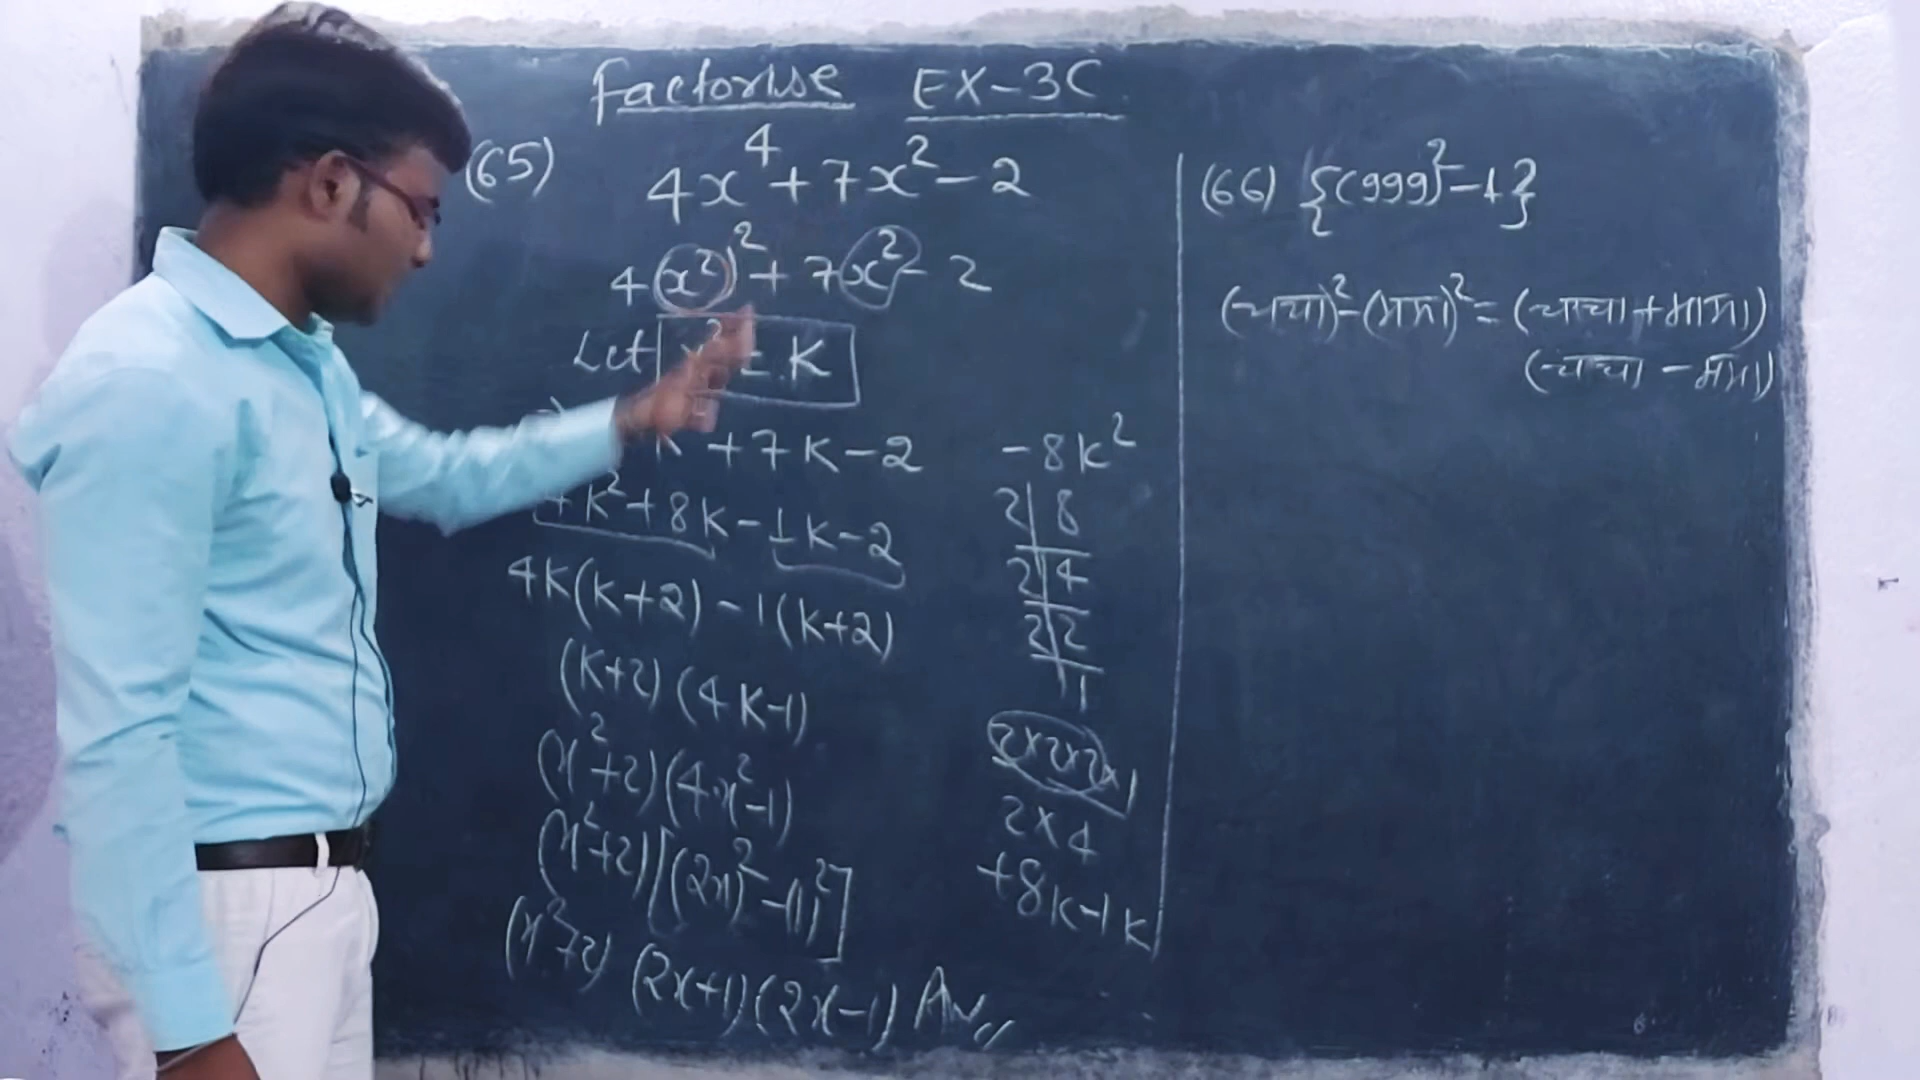 Factorise EX-3C
(65) 4x⁴+7x²-2
4(x²)²+7x²-2
Let x²=K
K²+7K-2
4K²+8K-1K-2
4K(K+2)-1(K+2)
(K+2)(4K-1)
(x²+2)(4x²-1)
(x²+2)[(2x)²-(1)²]
(x²+2)(2x+1)(2x-1) Ans
-8K²
2|8
2|4
2|2
1
2×2×2×1
2×4
+8K-1K
(66) {(999)²-1}
(चाचा)²-(मामा)²=(चाचा+मामा)
(चाचा-मामा)